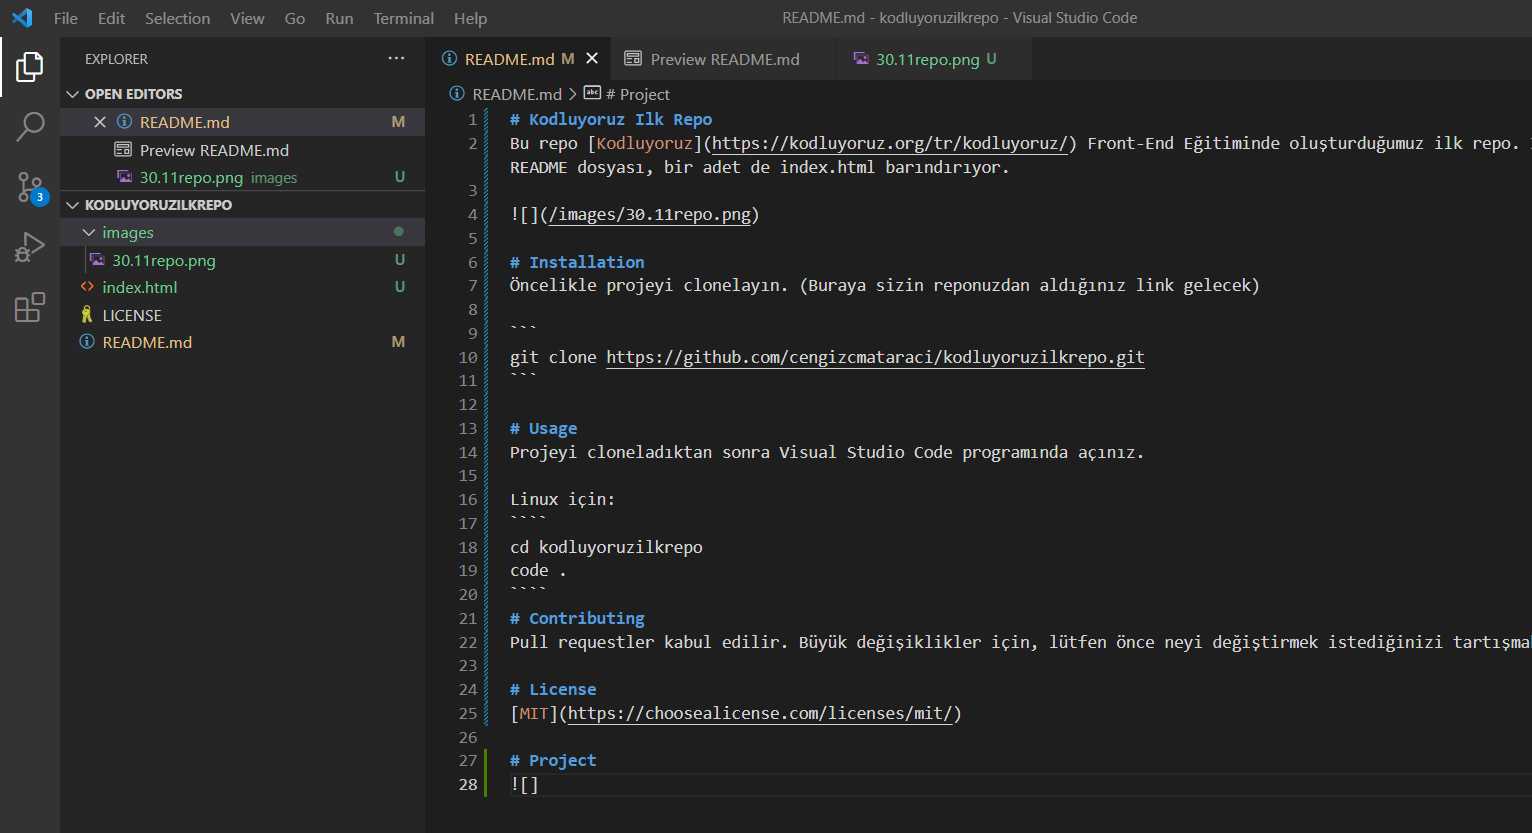 File Edit Selection View Go Run Terminal Help
README.md - kodluyoruzilkrepo - Visual Studio Code
EXPLORER ···
OPEN EDITORS
README.md M
Preview README.md
30.11repo.png images U
3
KODLUYORUZILKREPO
images
30.11repo.png U
index.html U
LICENSE
README.md M
README.md M
Preview README.md
30.11repo.png U
README.md > abc # Project
1 # Kodluyoruz Ilk Repo
2 Bu repo [Kodluyoruz](https://kodluyoruz.org/tr/kodluyoruz/) Front-End Eğitiminde oluşturduğumuz ilk repo.
README dosyası, bir adet de index.html barındırıyor.
3
4 ![](/images/30.11repo.png)
5
6 # Installation
7 Öncelikle projeyi clonelayın. (Buraya sizin reponuzdan aldığınız link gelecek)
8
9 ```
10 git clone https://github.com/cengizcmataraci/kodluyoruzilkrepo.git
11 ```
12
13 # Usage
14 Projeyi cloneladıktan sonra Visual Studio Code programında açınız.
15
16 Linux için:
17 ````
18 cd kodluyoruzilkrepo
19 code .
20 ````
21 # Contributing
22 Pull requestler kabul edilir. Büyük değişiklikler için, lütfen önce neyi değiştirmek istediğinizi
23
24 # License
25 [MIT](https://choosealicense.com/licenses/mit/)
26
27 # Project
28 ![]